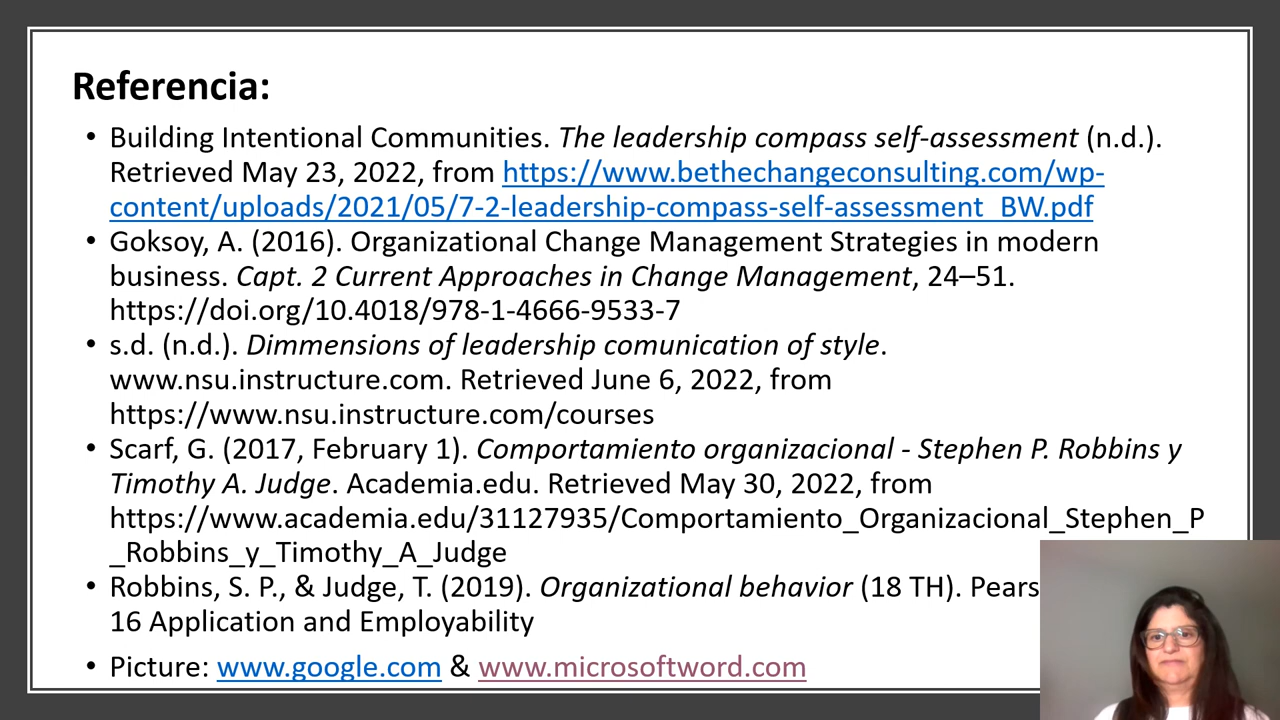 Referencia:
• Building Intentional Communities. The leadership compass self-assessment (n.d.).
Retrieved May 23, 2022, from https://www.bethechangeconsulting.com/wp-
content/uploads/2021/05/7-2-leadership-compass-self-assessment_BW.pdf
• Goksoy, A. (2016). Organizational Change Management Strategies in modern
business. Capt. 2 Current Approaches in Change Management, 24–51.
https://doi.org/10.4018/978-1-4666-9533-7
• s.d. (n.d.). Dimmensions of leadership comunication of style.
www.nsu.instructure.com. Retrieved June 6, 2022, from
https://www.nsu.instructure.com/courses
• Scarf, G. (2017, February 1). Comportamiento organizacional - Stephen P. Robbins y
Timothy A. Judge. Academia.edu. Retrieved May 30, 2022, from
https://www.academia.edu/31127935/Comportamiento_Organizacional_Stephen_P
_Robbins_y_Timothy_A_Judge
• Robbins, S. P., & Judge, T. (2019). Organizational behavior (18 TH). Pears
16 Application and Employability
• Picture: www.google.com & www.microsoftword.com